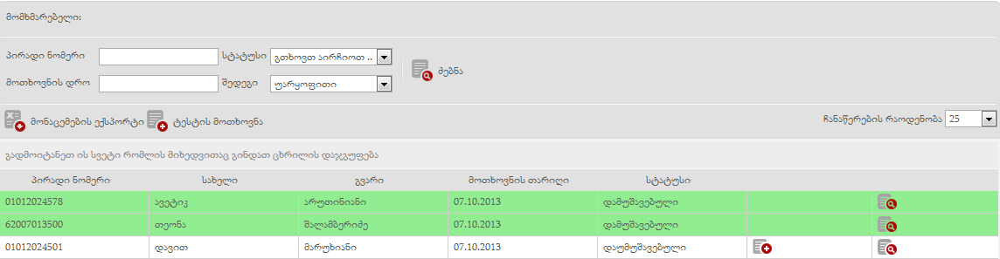 მომხმარებელი:
პირადი ნომერი სტატუსი გთხოვთ აირჩიოთ ..
ძებნა
მოთხოვნის დრო შედეგი უარყოფითი
მონაცემების ექსპორტი ტესტის მოთხოვნა ჩანაწერების რაოდენობა 25
გადმოიტანეთ ის სვეტი რომლის მიხედვითაც გინდათ ცხრილის დაჯგუფება
პირადი ნომერი სახელი გვარი მოთხოვნის თარიღი სტატუსი
01012024578 ავეტიკ არუთინიანი 07.10.2013 დამუშავებული
62007013500 თეონა შალამბერიძე 07.10.2013 დამუშავებული
01012024501 დავით მარუხიანი 07.10.2013 დაუმუშავებული